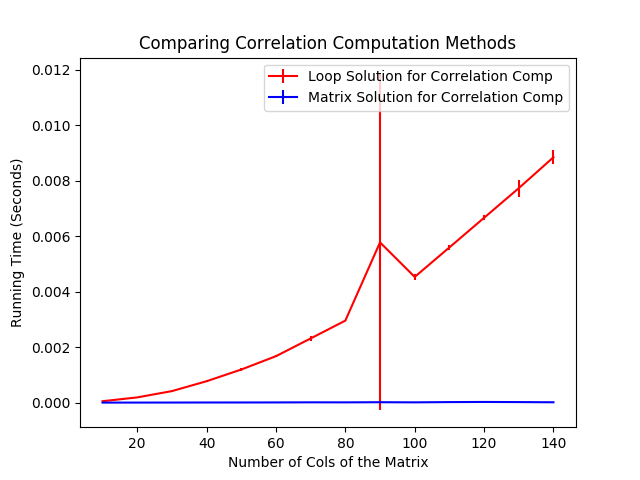 Comparing Correlation Computation Methods
Loop Solution for Correlation Comp
Matrix Solution for Correlation Comp
0.012
0.010
0.008
0.006
0.004
0.002
0.000
Running Time (Seconds)
20 40 60 80 100 120 140
Number of Cols of the Matrix